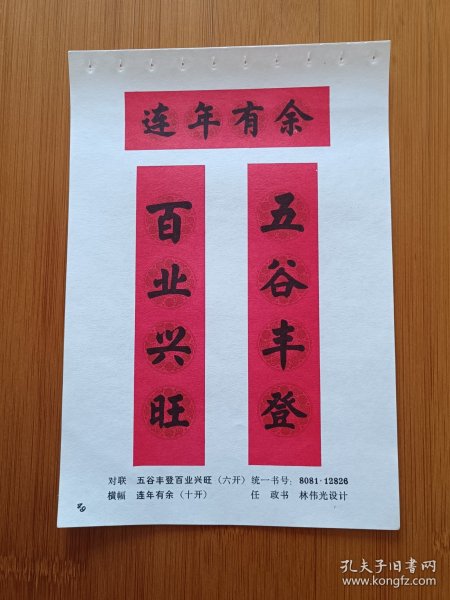 连年有余
五谷丰登
百业兴旺
对联 五谷丰登百业兴旺（六开） 统一书号：8081·12826
横幅 连年有余（十开） 任政书 林伟光设计
49
孔夫子旧书网
www.kongfz.com